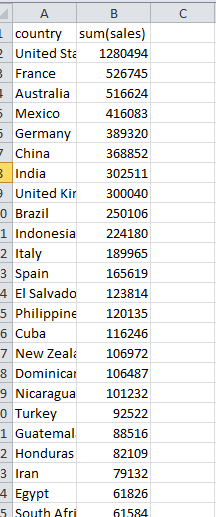 A B C
1 country sum(sales)
2 United Sta 1280494
3 France 526745
4 Australia 516624
5 Mexico 416083
6 Germany 389320
7 China 368852
8 India 302511
9 United Kin 300040
0 Brazil 250106
1 Indonesia 224180
2 Italy 189965
3 Spain 165619
4 El Salvado 123814
5 Philippine 120135
6 Cuba 116246
7 New Zeala 106972
8 Dominicar 106487
9 Nicaragua 101232
0 Turkey 92522
1 Guatemal 88516
2 Honduras 82109
3 Iran 79132
4 Egypt 61826
5 South Afri 61584